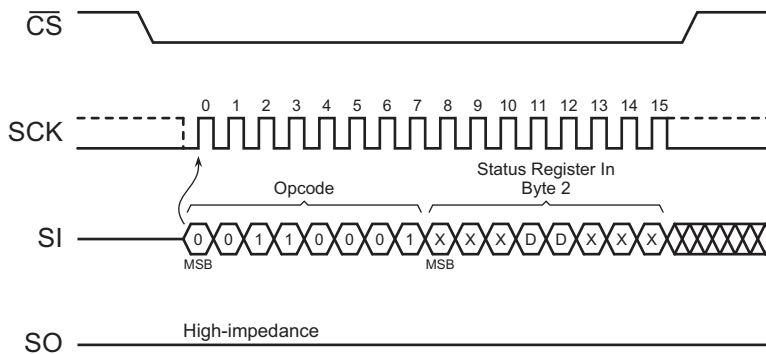 CS
0 1 2 3 4 5 6 7 8 9 10 11 12 13 14 15
SCK
Status Register In
Opcode Byte 2
SI 0 0 1 1 0 0 0 1 X X X D D X X X
MSB MSB
High-impedance
SO